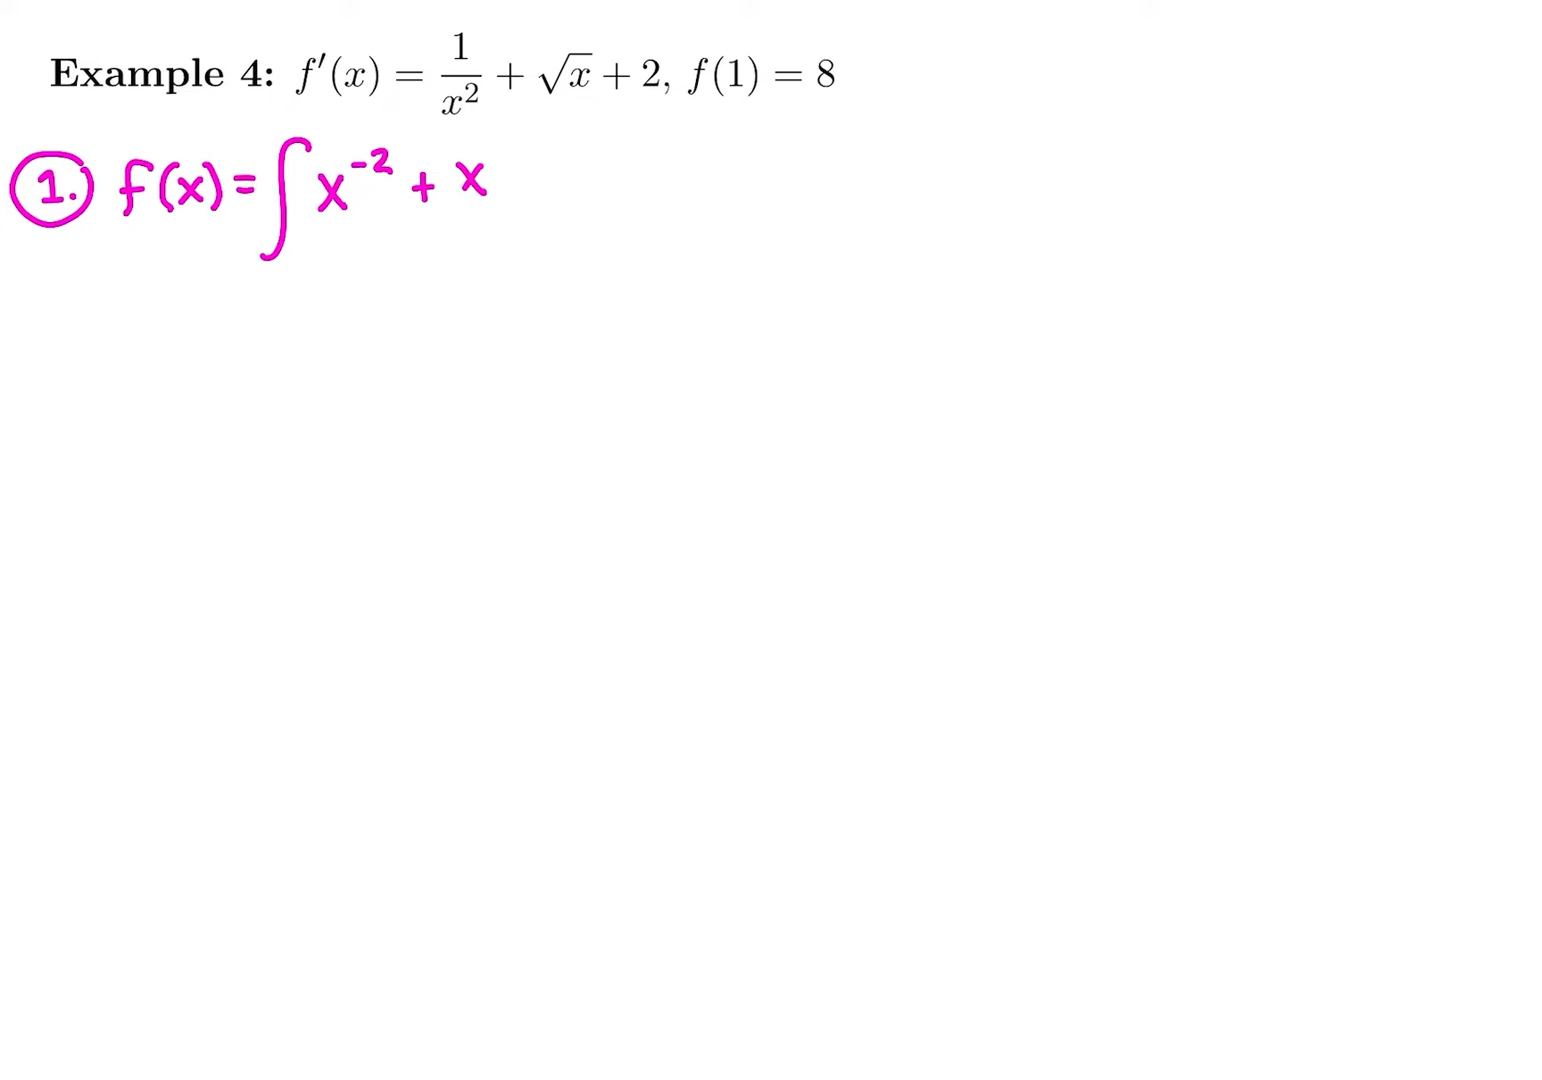 Example 4: f′(x) = 1/x² + √x + 2, f(1) = 8
1. f(x) = ∫ x⁻² + x